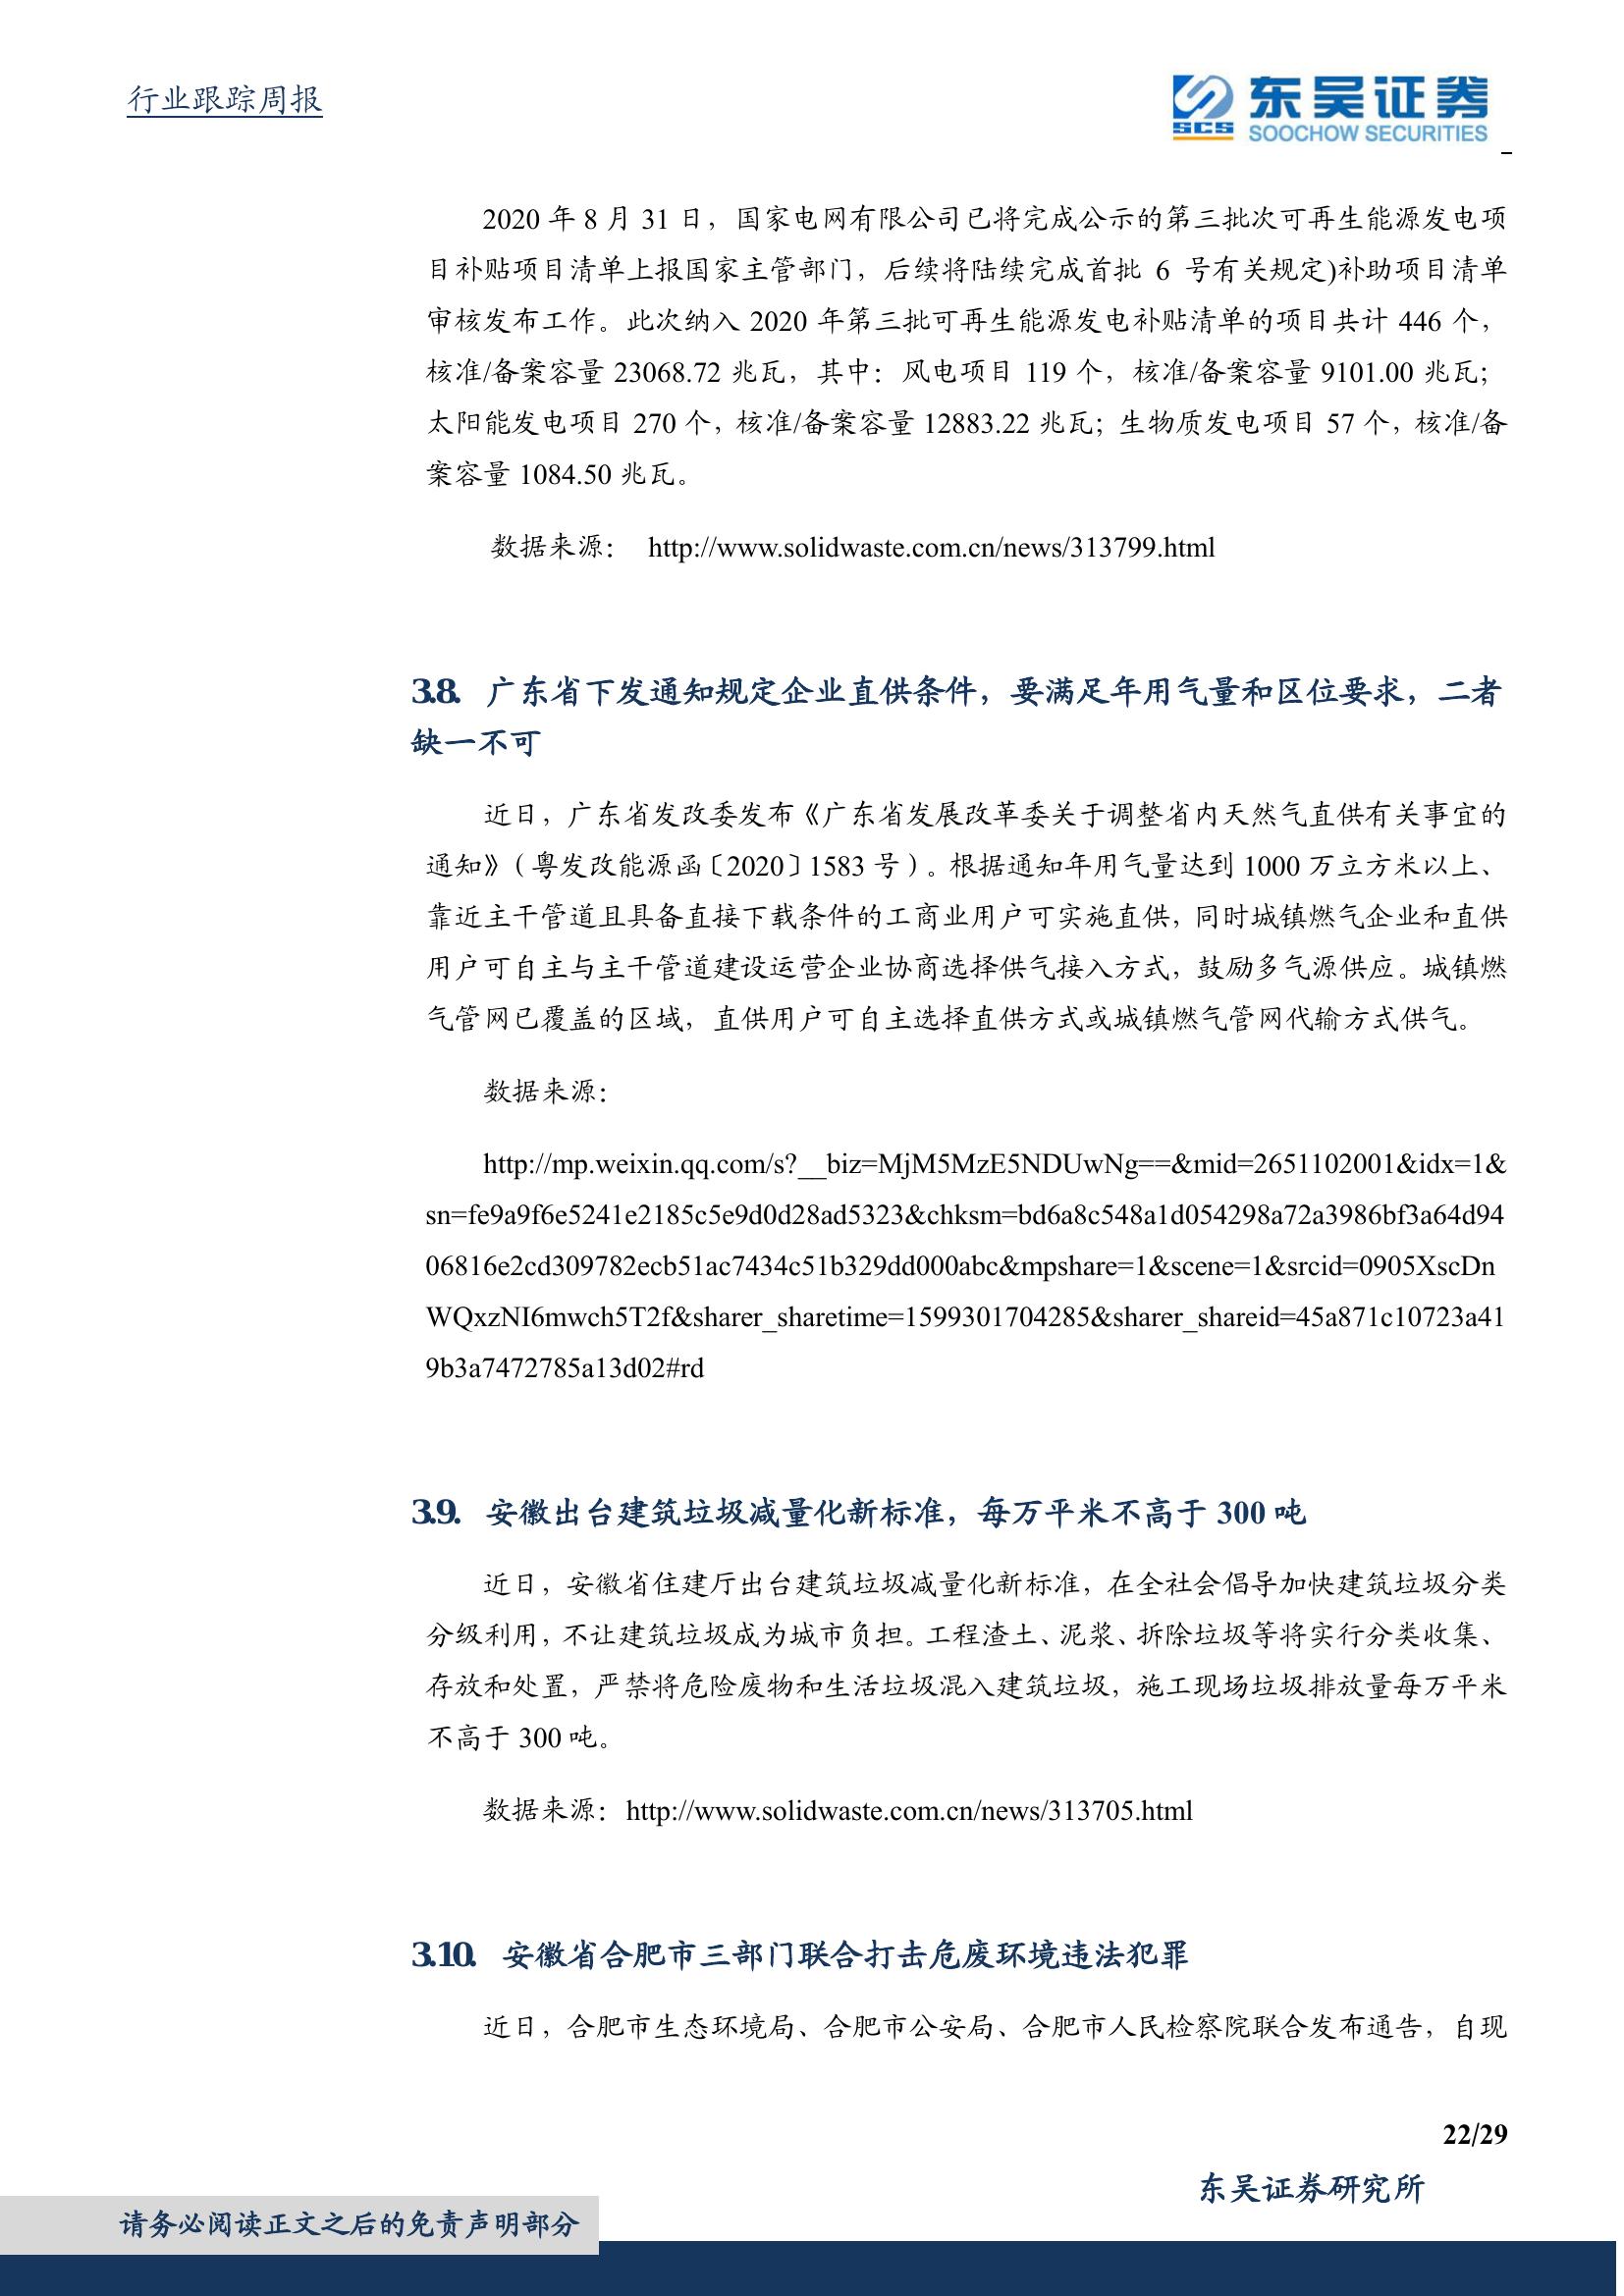 行业跟踪周报
SCS
东吴证券
SOOCHOW SECURITIES
2020 年 8 月 31 日，国家电网有限公司已将完成公示的第三批次可再生能源发电项
目补贴项目清单上报国家主管部门，后续将陆续完成首批 6 号有关规定)补助项目清单
审核发布工作。此次纳入 2020 年第三批可再生能源发电补贴清单的项目共计 446 个，
核准/备案容量 23068.72 兆瓦，其中：风电项目 119 个，核准/备案容量 9101.00 兆瓦；
太阳能发电项目 270 个，核准/备案容量 12883.22 兆瓦；生物质发电项目 57 个，核准/备
案容量 1084.50 兆瓦。
数据来源： http://www.solidwaste.com.cn/news/313799.html
3.8. 广东省下发通知规定企业直供条件，要满足年用气量和区位要求，二者
缺一不可
近日，广东省发改委发布《广东省发展改革委关于调整省内天然气直供有关事宜的
通知》（粤发改能源函〔2020〕1583 号）。根据通知年用气量达到 1000 万立方米以上、
靠近主干管道且具备直接下载条件的工商业用户可实施直供，同时城镇燃气企业和直供
用户可自主与主干管道建设运营企业协商选择供气接入方式，鼓励多气源供应。城镇燃
气管网已覆盖的区域，直供用户可自主选择直供方式或城镇燃气管网代输方式供气。
数据来源：
http://mp.weixin.qq.com/s?__biz=MjM5MzE5NDUwNg==&mid=2651102001&idx=1&
sn=fe9a9f6e5241e2185c5e9d0d28ad5323&chksm=bd6a8c548a1d054298a72a3986bf3a64d94
06816e2cd309782ecb51ac7434c51b329dd000abc&mpshare=1&scene=1&srcid=0905XscDn
WQxzNI6mwch5T2f&sharer_sharetime=1599301704285&sharer_shareid=45a871c10723a41
9b3a7472785a13d02#rd
3.9. 安徽出台建筑垃圾减量化新标准，每万平米不高于 300 吨
近日，安徽省住建厅出台建筑垃圾减量化新标准，在全社会倡导加快建筑垃圾分类
分级利用，不让建筑垃圾成为城市负担。工程渣土、泥浆、拆除垃圾等将实行分类收集、
存放和处置，严禁将危险废物和生活垃圾混入建筑垃圾，施工现场垃圾排放量每万平米
不高于 300 吨。
数据来源：http://www.solidwaste.com.cn/news/313705.html
3.10. 安徽省合肥市三部门联合打击危废环境违法犯罪
近日，合肥市生态环境局、合肥市公安局、合肥市人民检察院联合发布通告，自现
22/29
东吴证券研究所
请务必阅读正文之后的免责声明部分